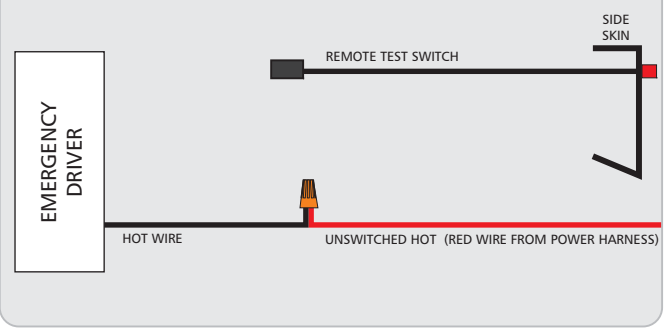 SIDE
SKIN
REMOTE TEST SWITCH
EMERGENCY
DRIVER
HOT WIRE
UNSWITCHED HOT (RED WIRE FROM POWER HARNESS)